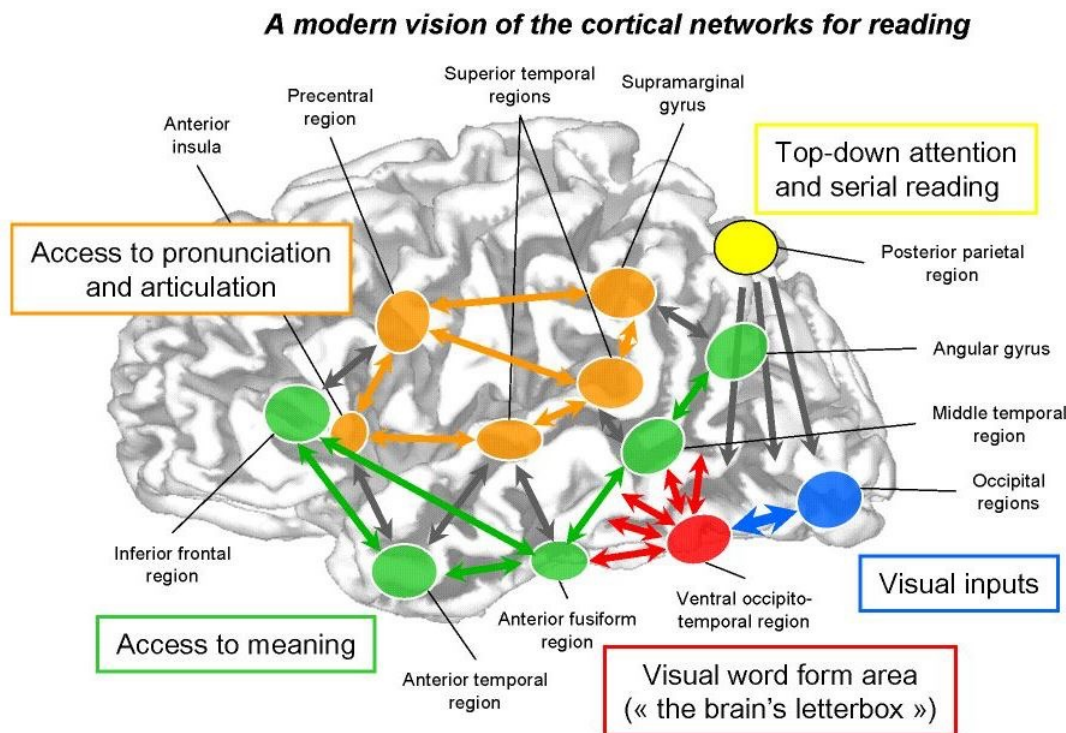 A modern vision of the cortical networks for reading
Superior temporal
regions
Supramarginal
gyrus
Precentral
region
Anterior
insula
Top-down attention
and serial reading
Access to pronunciation
and articulation
Posterior parietal
region
Angular gyrus
Middle temporal
region
Occipital
regions
Inferior frontal
region
Visual inputs
Ventral occipito-
temporal region
Anterior fusiform
region
Access to meaning
Anterior temporal
region
Visual word form area
(« the brain's letterbox »)